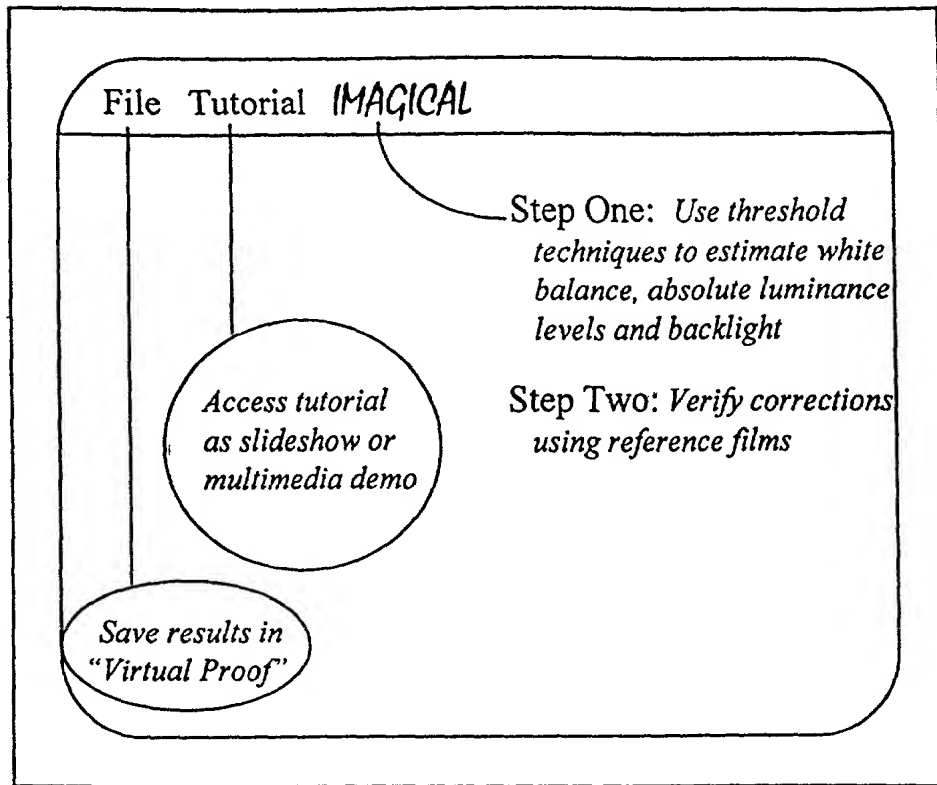 File Tutorial IMAGICAL
Step One: Use threshold
techniques to estimate white
balance, absolute luminance
levels and backlight
Access tutorial
as slideshow or
multimedia demo
Step Two: Verify corrections
using reference films
Save results in
“Virtual Proof”